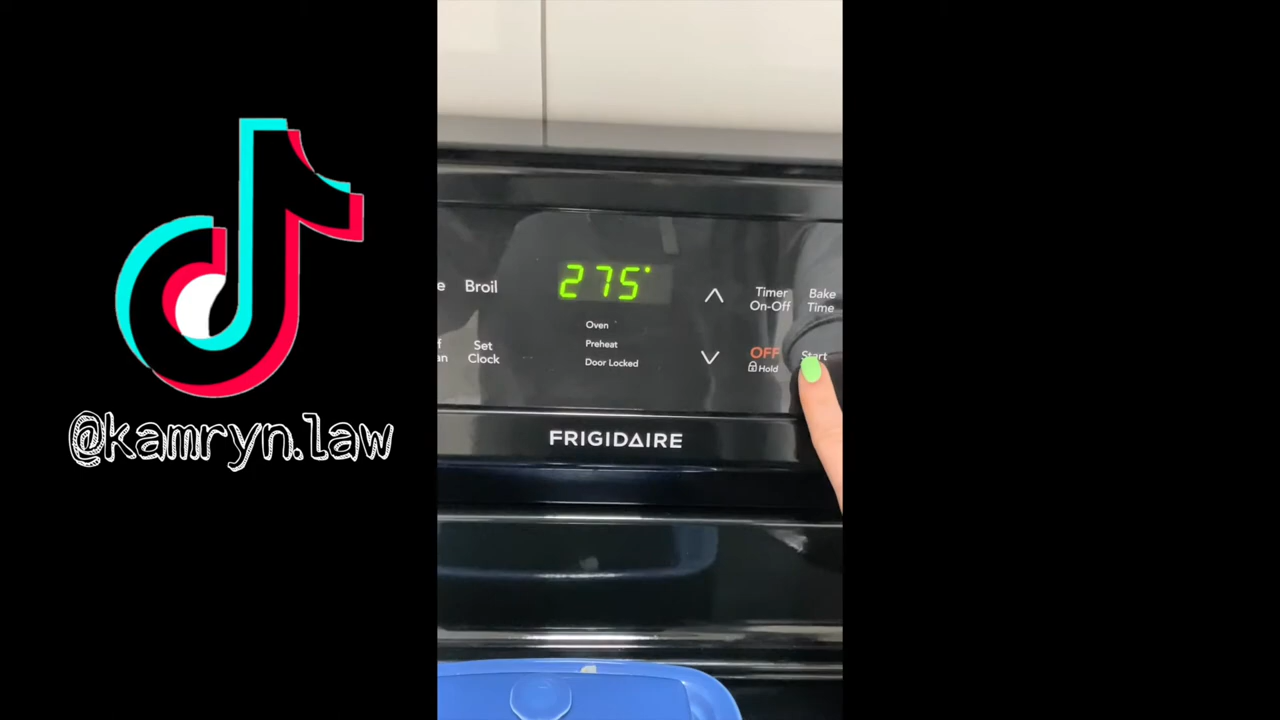 @kamryn.law
275°
e
Broil
Timer
On-Off
Bake
Time
Oven
Preheat
Door Locked
f
an
Set
Clock
OFF
Hold
Start
FRIGIDAIRE